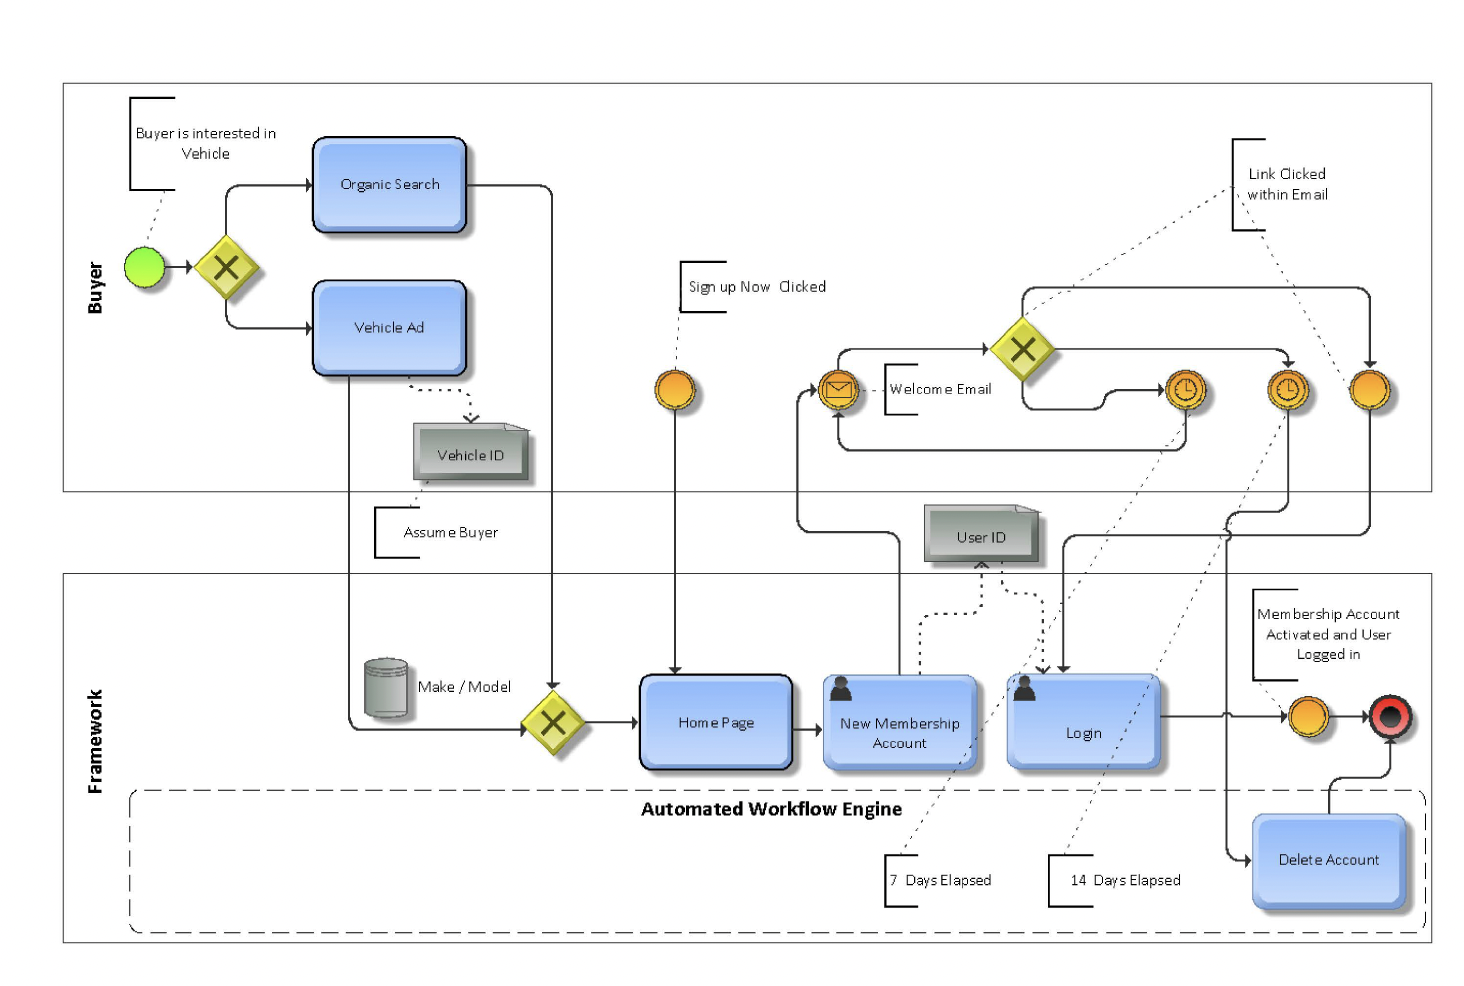 Buyer
Buyer is interested in
Vehicle
Organic Search
Vehicle Ad
Vehicle ID
Assume Buyer
Sign up Now Clicked
Welcome Email
Link Clicked
within Email
User ID
Framework
Make / Model
Home Page
New Membership
Account
Login
Membership Account
Activated and User
Logged in
Automated Workflow Engine
7 Days Elapsed
14 Days Elapsed
Delete Account